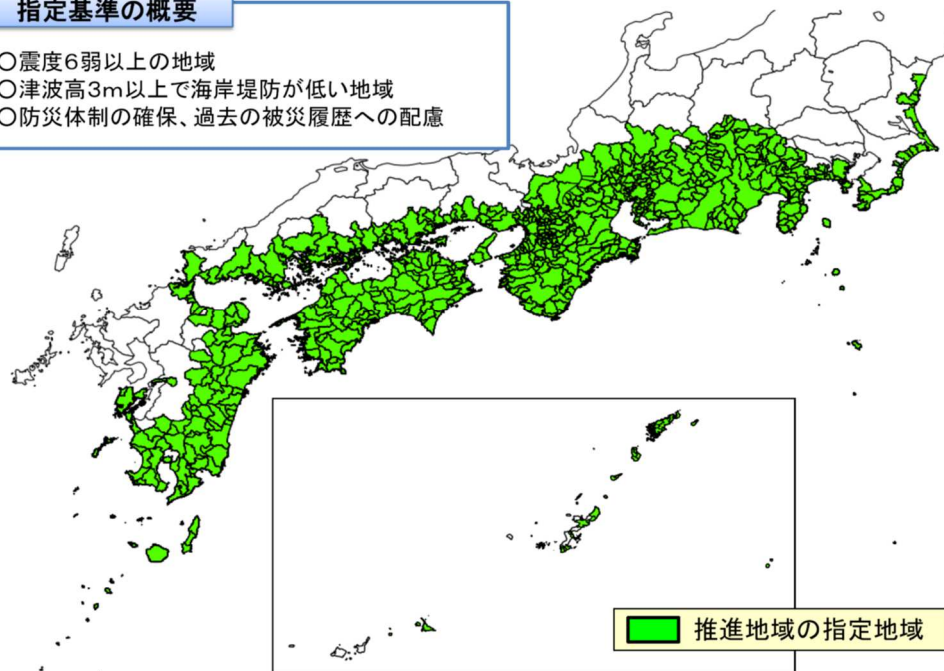 指定基準の概要
○震度6弱以上の地域
○津波高3m以上で海岸堤防が低い地域
○防災体制の確保、過去の被災履歴への配慮
推進地域の指定地域